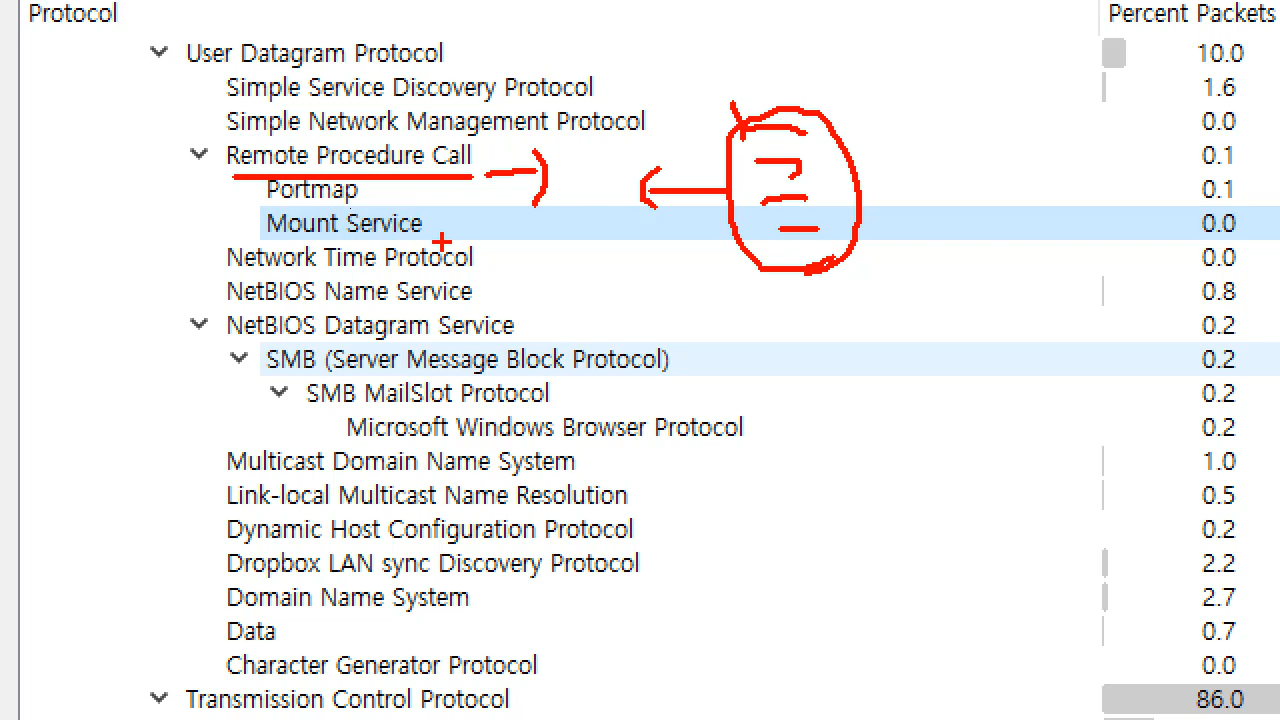 Protocol Percent Packets
User Datagram Protocol 10.0
Simple Service Discovery Protocol 1.6
Simple Network Management Protocol 0.0
Remote Procedure Call 0.1
Portmap 0.1
Mount Service 0.0
Network Time Protocol 0.0
NetBIOS Name Service 0.8
NetBIOS Datagram Service 0.2
SMB (Server Message Block Protocol) 0.2
SMB MailSlot Protocol 0.2
Microsoft Windows Browser Protocol 0.2
Multicast Domain Name System 1.0
Link-local Multicast Name Resolution 0.5
Dynamic Host Configuration Protocol 0.2
Dropbox LAN sync Discovery Protocol 2.2
Domain Name System 2.7
Data 0.7
Character Generator Protocol 0.0
Transmission Control Protocol 86.0